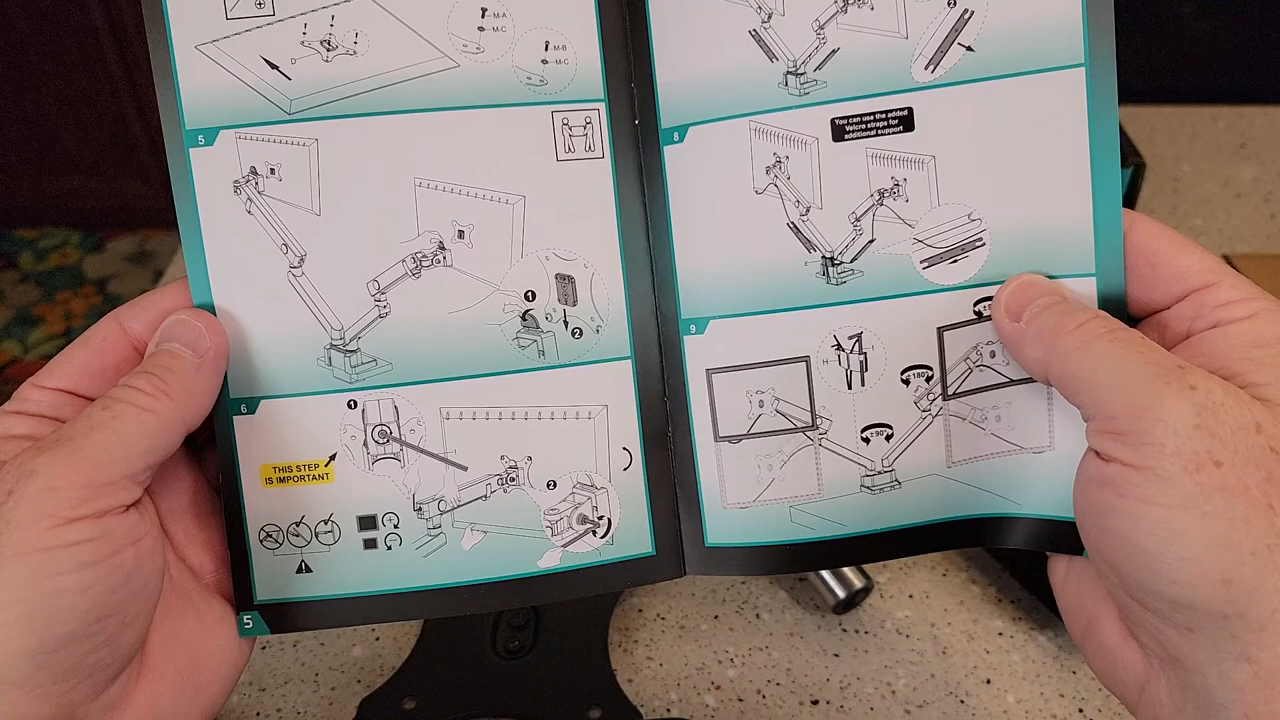 M-A
M-C
M-B
M-C
D
5
1
2
6
1
THIS STEP
IS IMPORTANT
2
5
2
8
You can use the added
Velcro straps for
additional support
9
±180°
±90°